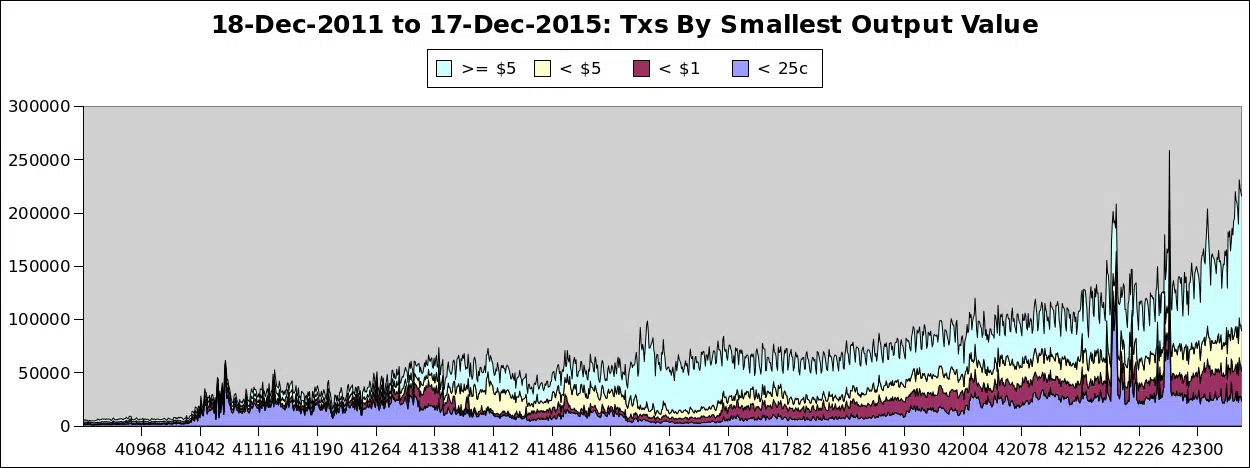 18-Dec-2011 to 17-Dec-2015: Txs By Smallest Output Value
>= $5 < $5 < $1 < 25c
300000
250000
200000
150000
100000
50000
0
40968 41042 41116 41190 41264 41338 41412 41486 41560 41634 41708 41782 41856 41930 42004 42078 42152 42226 42300